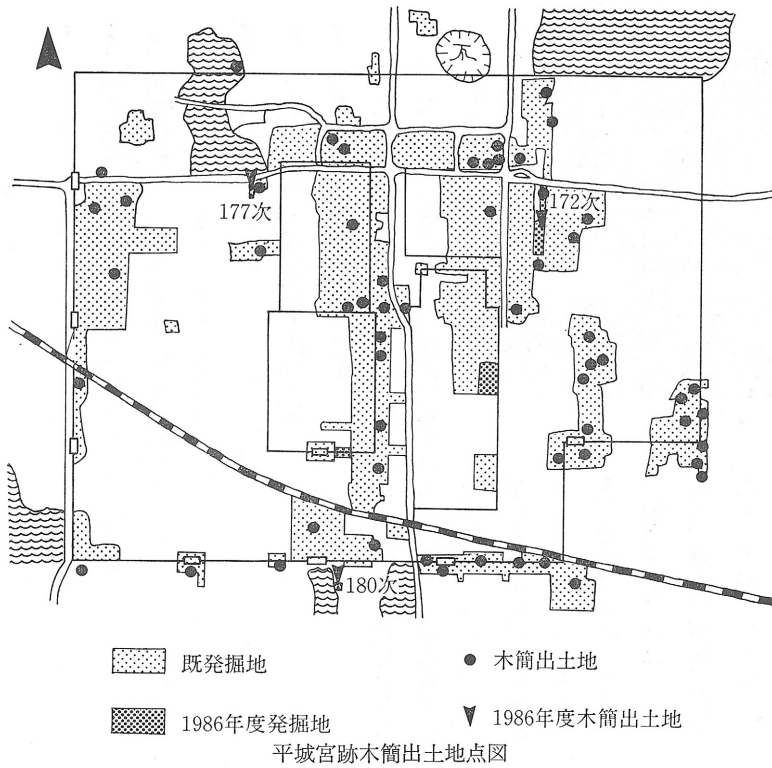 177次
172次
180次
既発掘地
木簡出土地
1986年度発掘地
1986年度木簡出土地
平城宮跡木簡出土地点図